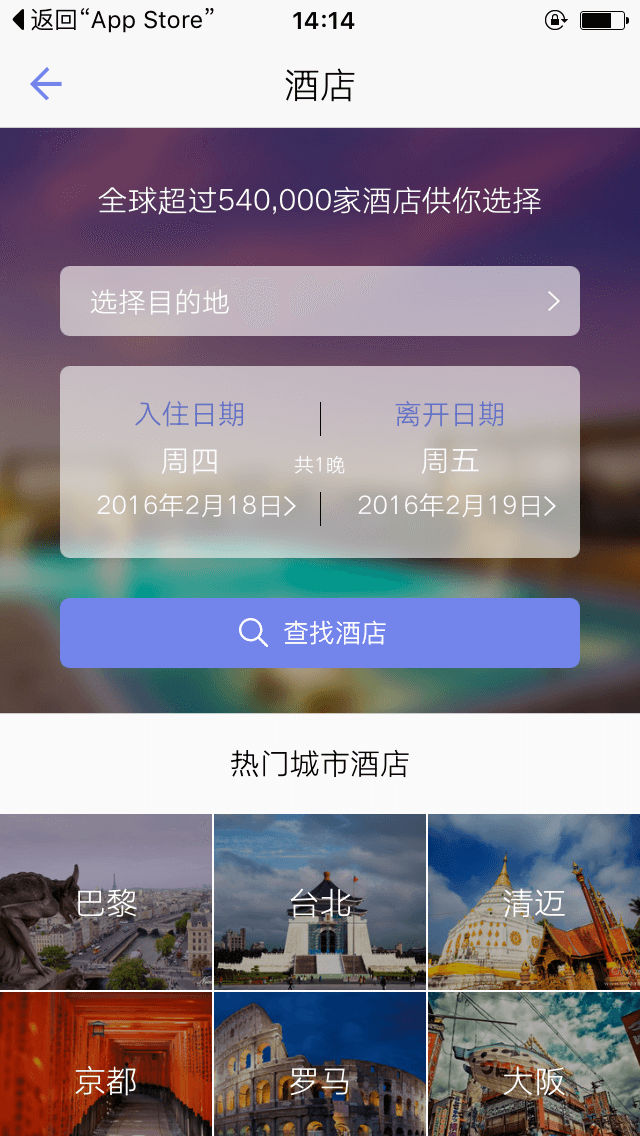 返回“App Store”
14:14
酒店
全球超过540,000家酒店供你选择
选择目的地
入住日期
离开日期
周四
共1晚
周五
2016年2月18日
2016年2月19日
查找酒店
热门城市酒店
巴黎
台北
清迈
京都
罗马
大阪